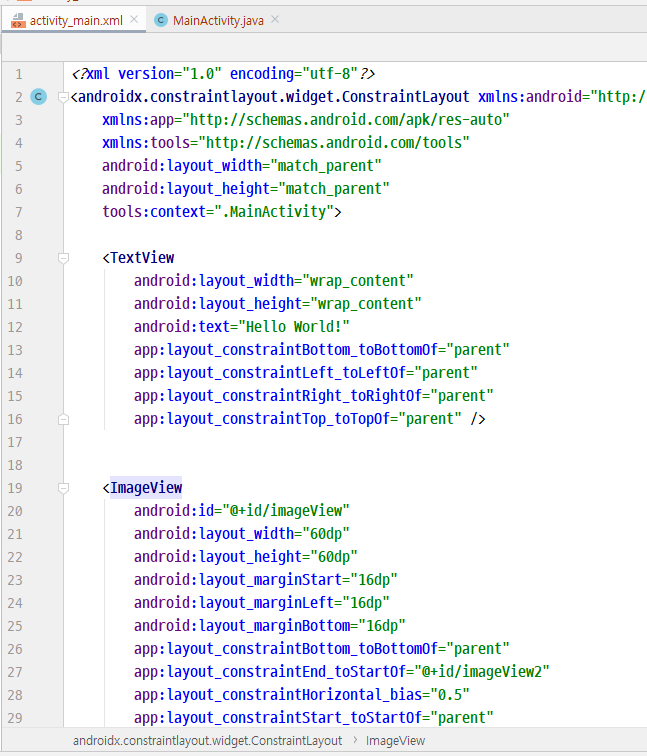 activity_main.xml
MainActivity.java
1 <?xml version="1.0" encoding="utf-8"?>
2 <androidx.constraintlayout.widget.ConstraintLayout xmlns:android="http:/
3 xmlns:app="http://schemas.android.com/apk/res-auto"
4 xmlns:tools="http://schemas.android.com/tools"
5 android:layout_width="match_parent"
6 android:layout_height="match_parent"
7 tools:context=".MainActivity">
8
9 <TextView
10 android:layout_width="wrap_content"
11 android:layout_height="wrap_content"
12 android:text="Hello World!"
13 app:layout_constraintBottom_toBottomOf="parent"
14 app:layout_constraintLeft_toLeftOf="parent"
15 app:layout_constraintRight_toRightOf="parent"
16 app:layout_constraintTop_toTopOf="parent" />
17
18
19 <ImageView
20 android:id="@+id/imageView"
21 android:layout_width="60dp"
22 android:layout_height="60dp"
23 android:layout_marginStart="16dp"
24 android:layout_marginLeft="16dp"
25 android:layout_marginBottom="16dp"
26 app:layout_constraintBottom_toBottomOf="parent"
27 app:layout_constraintEnd_toStartOf="@+id/imageView2"
28 app:layout_constraintHorizontal_bias="0.5"
29 app:layout_constraintStart_toStartOf="parent"
androidx.constraintlayout.widget.ConstraintLayout › ImageView